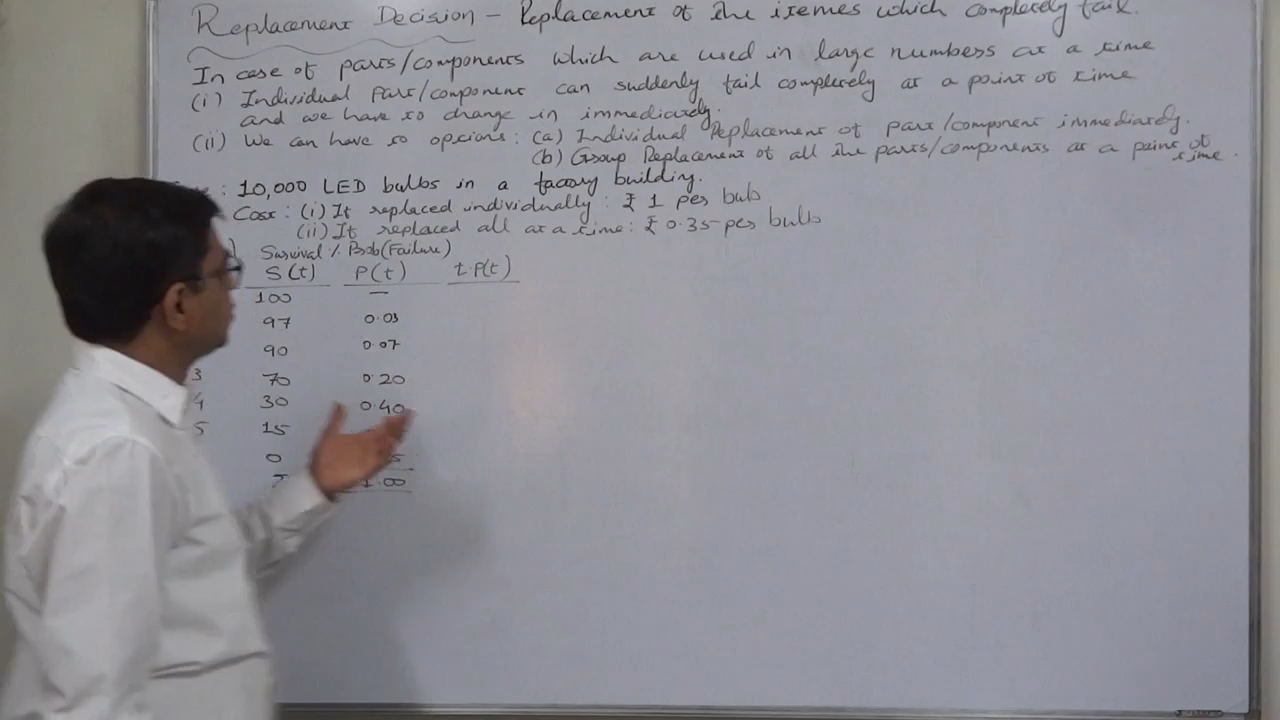 Replacement Decision - Replacement of the itemes which completely fail.
In case of parts/components which are used in large numbers at a time
(i) Individual part/component can suddenly fail completely at a point of time
and we have to change in immediately.
(ii) We can have to options: (a) Individual Replacement of part/component immediately.
(b) Group Replacement of all the parts/components at a point of time.
: 10,000 LED bulbs in a factory building.
Cost: (i) If replaced individually: ₹ 1 per bulb
(ii) If replaced all at a time: ₹ 0.35 per bulb
) Survival % Prob(Failure)
S(t) P(t) t.P(t)
100 —
97 0.03
90 0.07
3 70 0.20
4 30 0.40
5 15
0 5
1.00